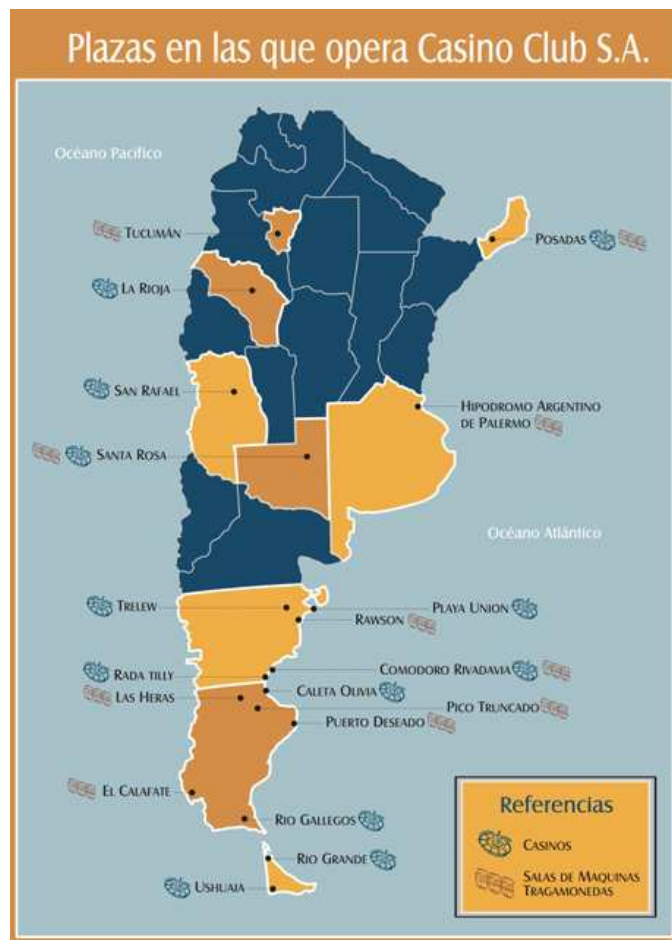 Plazas en las que opera Casino Club S.A.
Océano Pacífico
TUCUMÁN
POSADAS
LA RIOJA
SAN RAFAEL
HIPODROMO ARGENTINO
DE PALERMO
SANTA ROSA
Océano Atlántico
TRELEW
PLAYA UNION
RAWSON
COMODORO RIVADAVIA
RADA TILLY
CALETA OLIVIA
LAS HERAS
PICO TRUNCADO
PUERTO DESEADO
EL CALAFATE
RIO GALLEGOS
RIO GRANDE
USHUAIA
Referencias
CASINOS
SALAS DE MAQUINAS
TRAGAMONEDAS